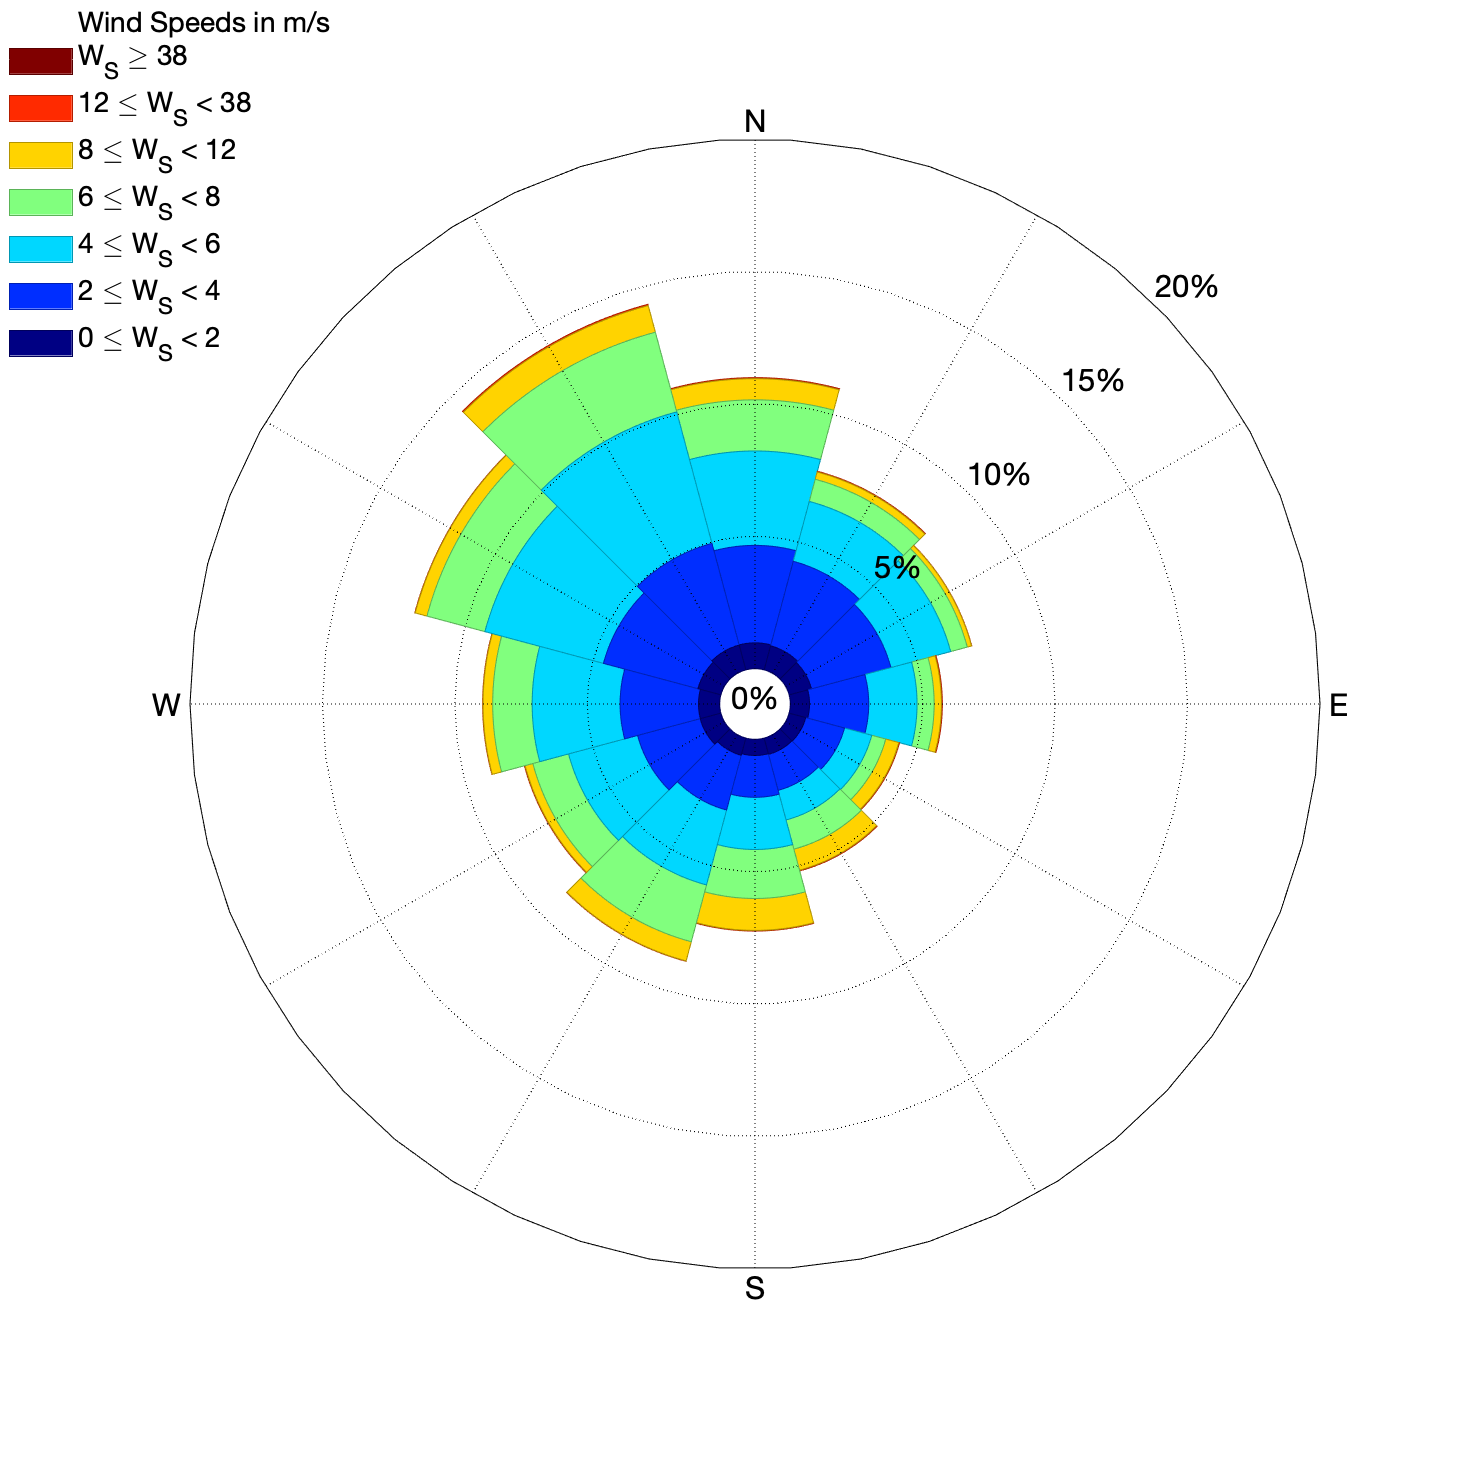 Wind Speeds in m/s
W_S ≥ 38
12 ≤ W_S < 38
8 ≤ W_S < 12
6 ≤ W_S < 8
4 ≤ W_S < 6
2 ≤ W_S < 4
0 ≤ W_S < 2
N
20%
15%
10%
5%
0%
W
E
S